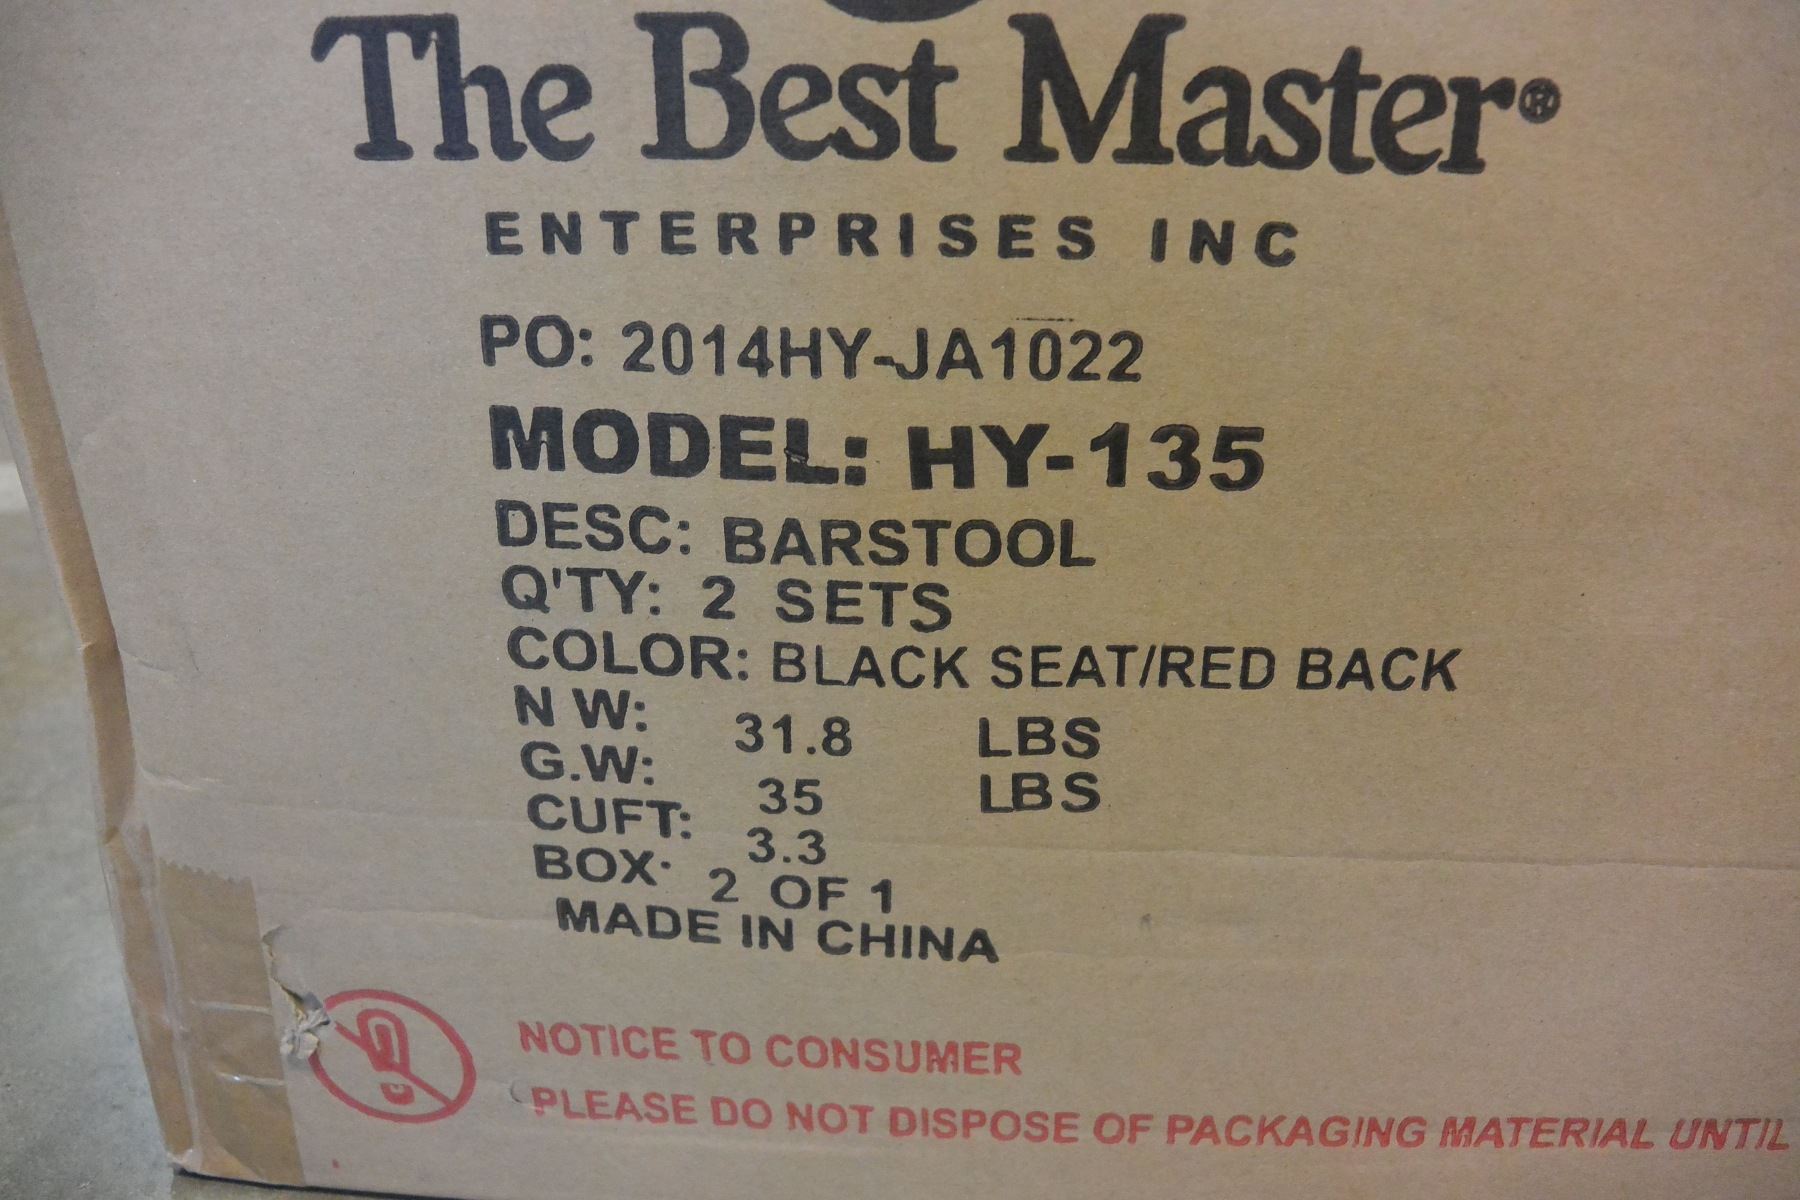 The Best Master®
ENTERPRISES INC
PO: 2014HY-JA1022
MODEL: HY-135
DESC: BARSTOOL
Q'TY: 2 SETS
COLOR: BLACK SEAT/RED BACK
N W: 31.8 LBS
G.W: 35 LBS
CUFT: 3.3
BOX: 2 OF 1
MADE IN CHINA
NOTICE TO CONSUMER
PLEASE DO NOT DISPOSE OF PACKAGING MATERIAL UNTIL